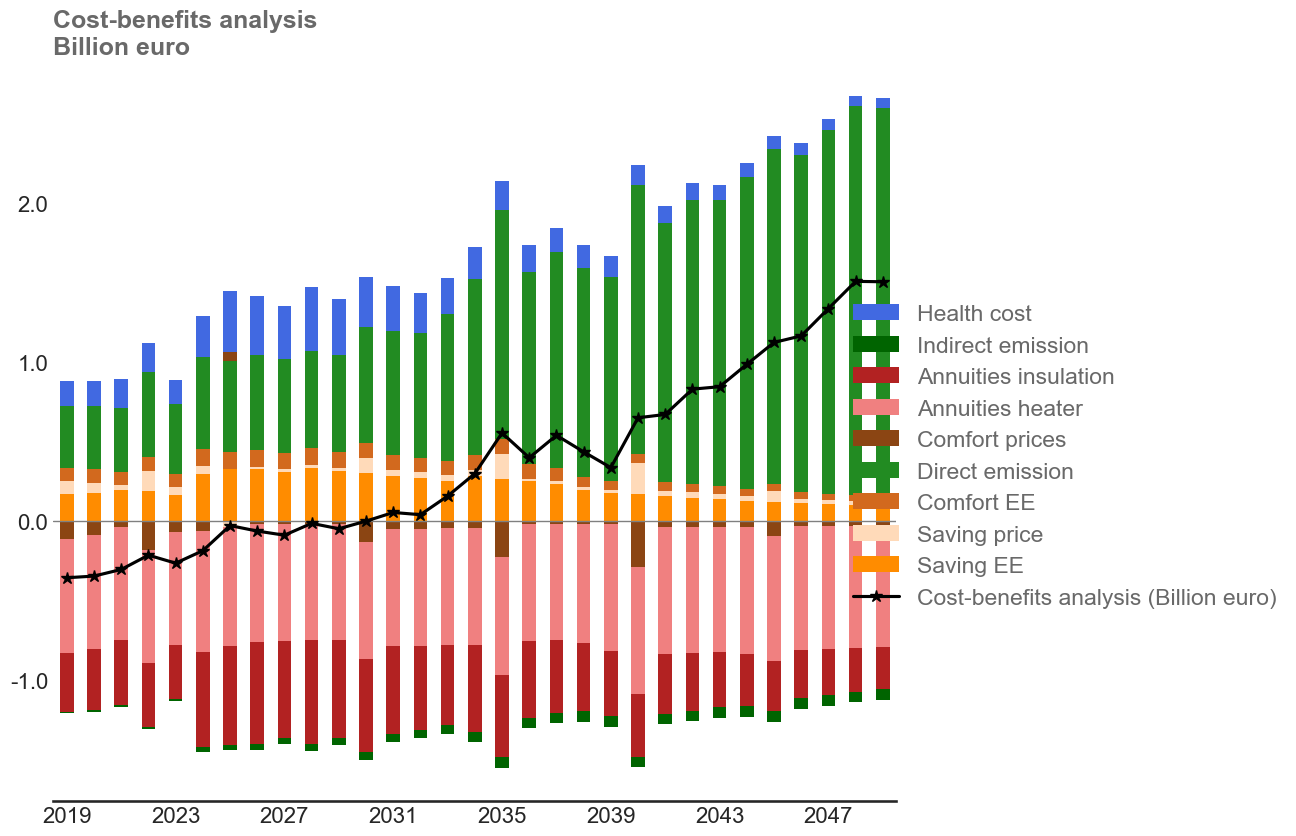 Cost-benefits analysis
Billion euro
2.0
1.0
0.0
-1.0
2019 2023 2027 2031 2035 2039 2043 2047
Health cost
Indirect emission
Annuities insulation
Annuities heater
Comfort prices
Direct emission
Comfort EE
Saving price
Saving EE
Cost-benefits analysis (Billion euro)